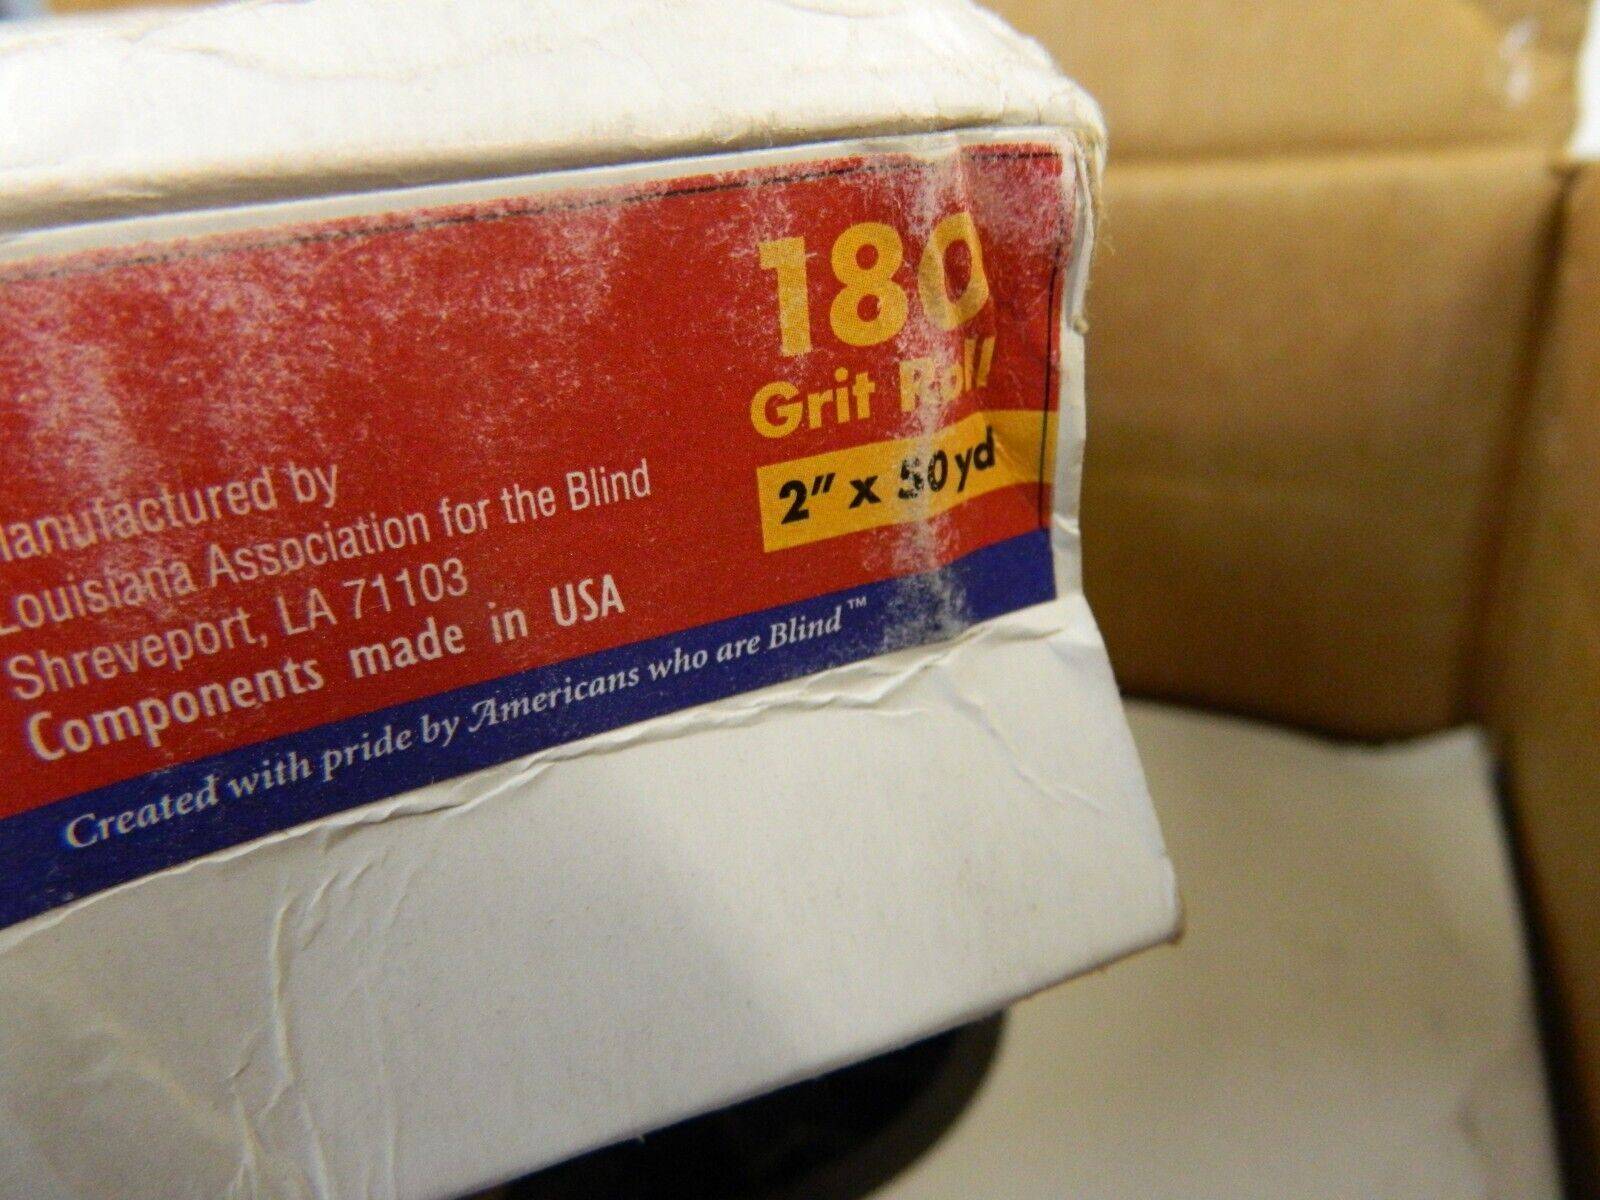 180
Grit Roll
2" x 50 yd
Manufactured by
Louisiana Association for the Blind
Shreveport, LA 71103
Components made in USA
Created with pride by Americans who are Blind™